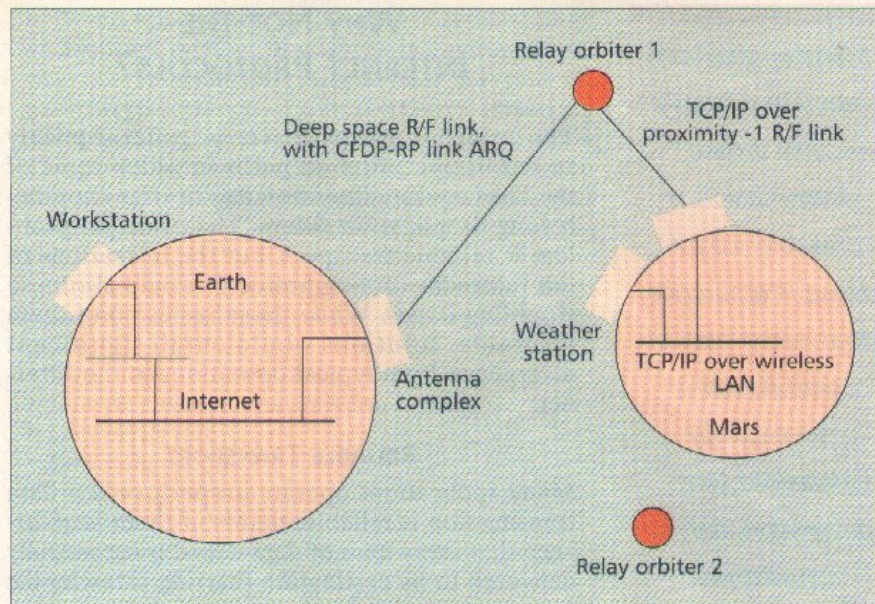 Relay orbiter 1
Deep space R/F link,
with CFDP-RP link ARQ
TCP/IP over
proximity -1 R/F link
Workstation
Earth
Internet
Antenna
complex
Weather
station
TCP/IP over wireless
LAN
Mars
Relay orbiter 2